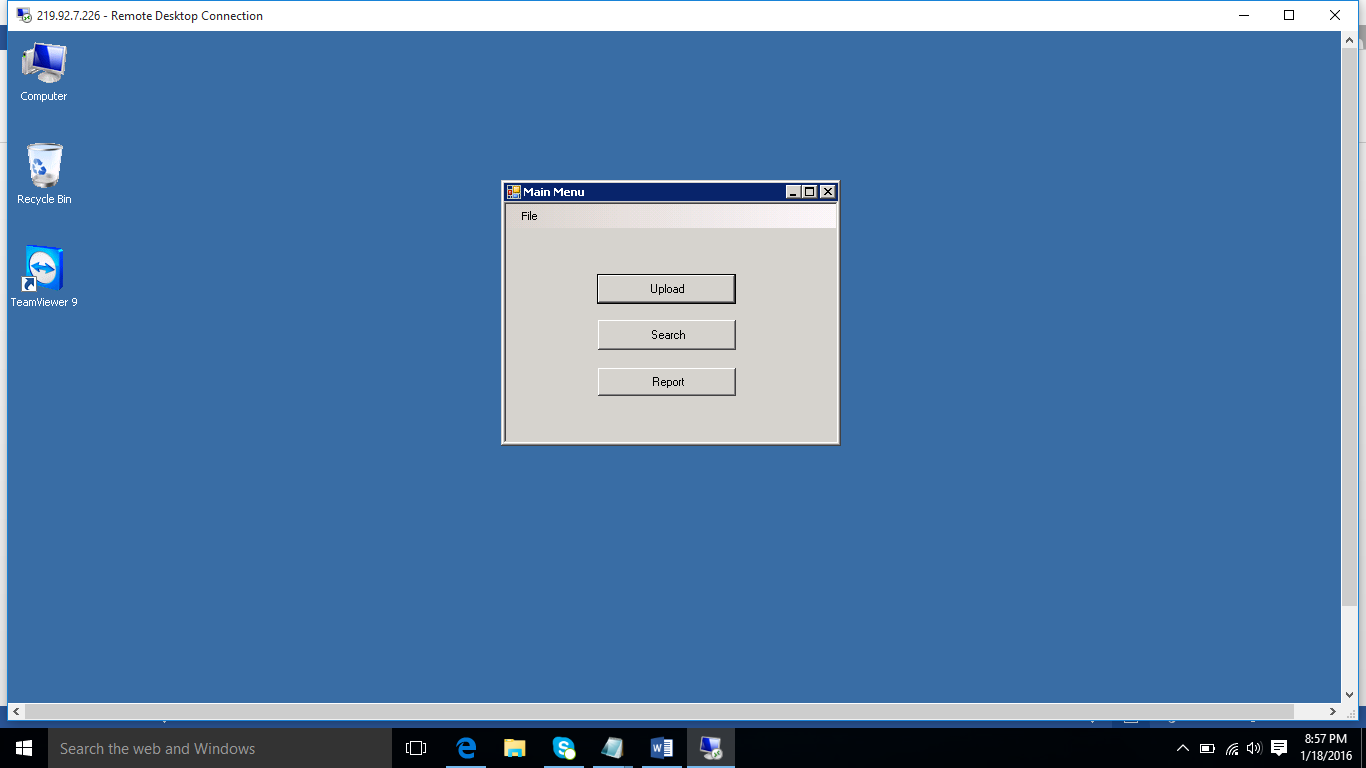 219.92.7.226 - Remote Desktop Connection
Computer
Recycle Bin
TeamViewer 9
Main Menu
File
Upload
Search
Report
Search the web and Windows
8:57 PM
1/18/2016